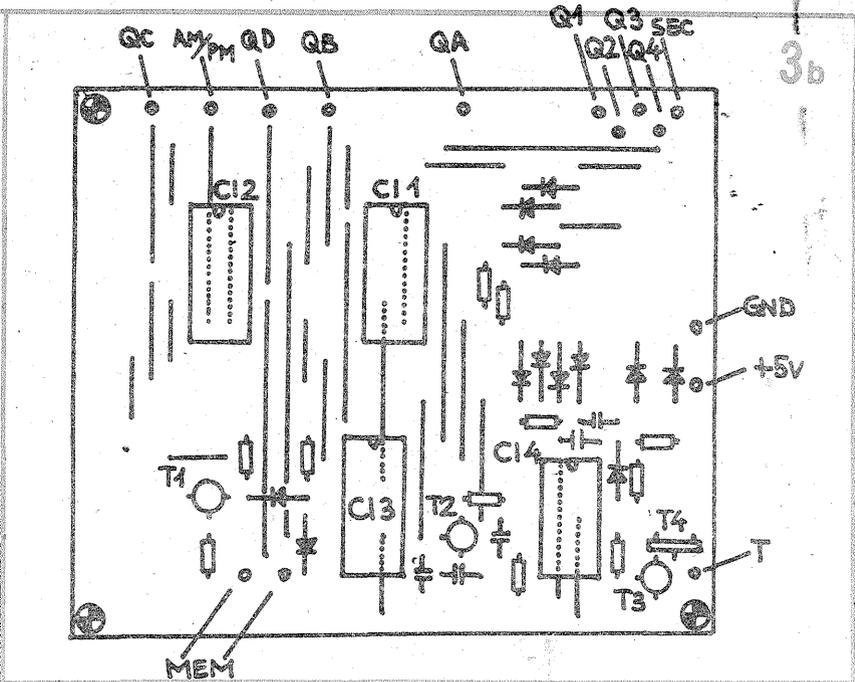 QC AM/PM QD QB QA Q1 Q3 SEC
Q2 Q4
3b
CI2 CI1
GND
+5V
CI4
T1 CI3 T2 T4
T
T3
MEM